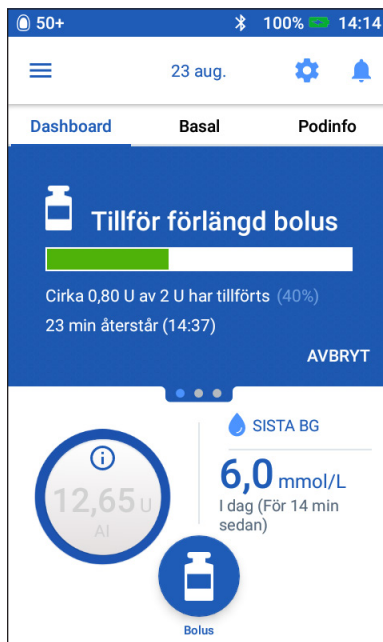 50+ 100% 14:14
23 aug.
Dashboard Basal Podinfo
Tillför förlängd bolus
Cirka 0,80 U av 2 U har tillförts (40%)
23 min återstår (14:37)
AVBRYT
SISTA BG
12,65 U
AI
6,0 mmol/L
I dag (För 14 min
sedan)
Bolus